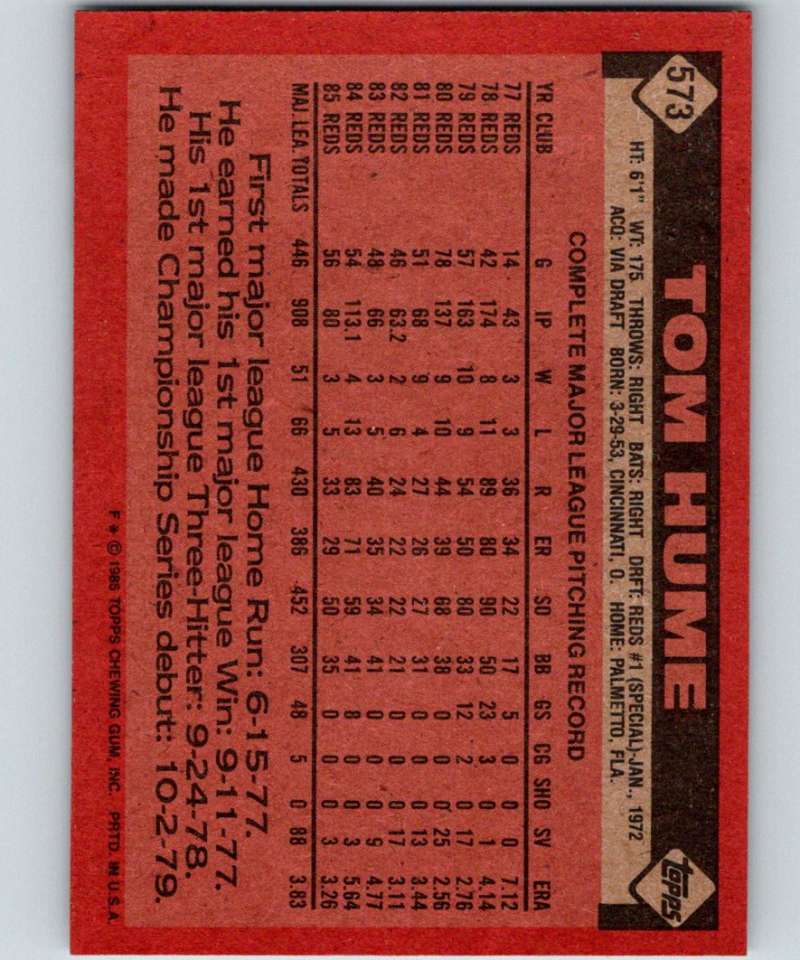 573 TOM HUME Topps
HT: 6'1" WT: 175 THROWS: RIGHT BATS: RIGHT DRFT: REDS #1 (SPECIAL)-JAN., 1972
ACQ: VIA DRAFT BORN: 3-29-53, CINCINNATI, O. HOME: PALMETTO, FLA.
COMPLETE MAJOR LEAGUE PITCHING RECORD
YR CLUB G IP W L R ER SO BB GS CG SHO SV ERA
77 REDS 14 43 3 3 36 34 22 17 5 0 0 0 7.12
78 REDS 42 174 8 11 89 80 90 50 23 3 0 1 4.14
79 REDS 57 163 10 9 54 50 80 33 12 2 0 17 2.76
80 REDS 78 137 9 10 44 39 68 38 0 0 0 25 2.56
81 REDS 51 68 9 4 27 26 27 31 0 0 0 13 3.44
82 REDS 46 63.2 2 6 24 22 22 21 0 0 0 17 3.11
83 REDS 48 66 3 5 40 35 34 41 0 0 0 9 4.77
84 REDS 54 113.1 4 13 83 71 59 41 8 0 0 3 5.64
85 REDS 56 80 3 5 33 29 50 35 0 0 0 3 3.26
MAJ. LEA. TOTALS 446 908 51 66 430 386 452 307 48 5 0 88 3.83
First major league Home Run: 6-15-77.
He earned his 1st major league Win: 9-11-77.
His 1st major league Three-Hitter: 9-24-78.
He made Championship Series debut: 10-2-79.
F * © 1986 TOPPS CHEWING GUM, INC. PRTD. IN U.S.A.